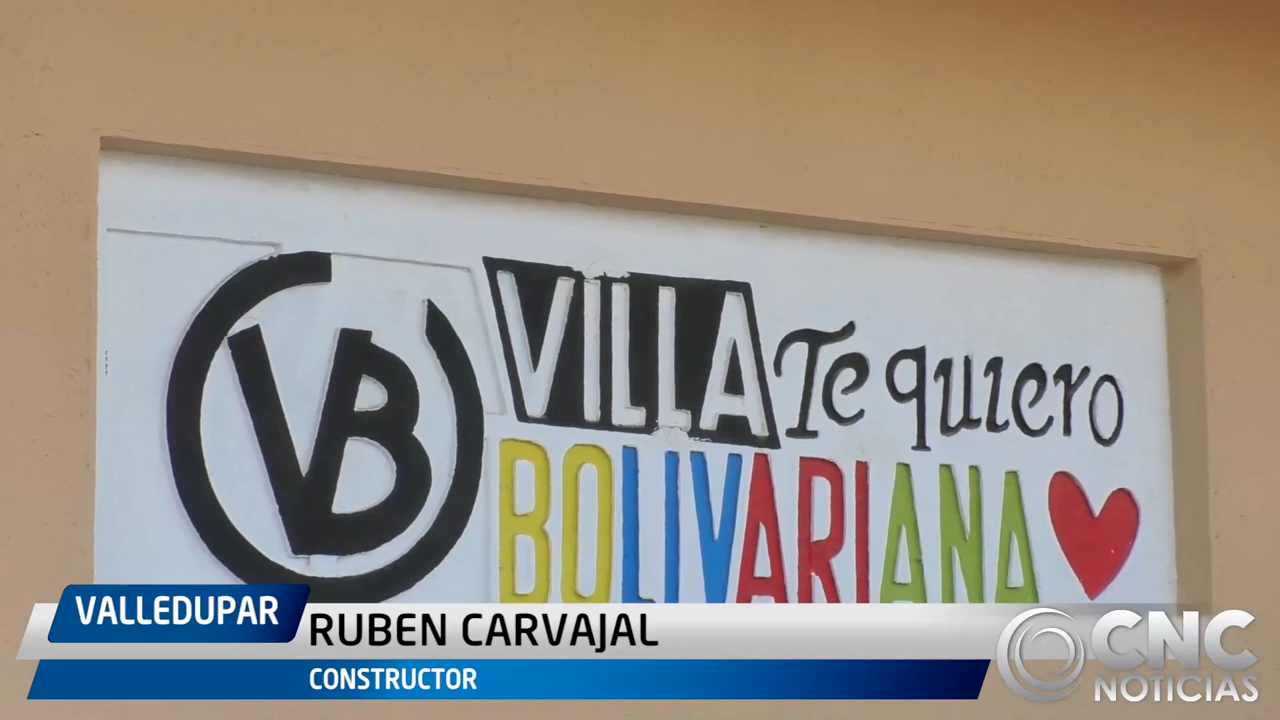 VB
VILLA Te quiero
BOLIVARIANA
VALLEDUPAR
RUBEN CARVAJAL
CONSTRUCTOR
CNC
NOTICIAS